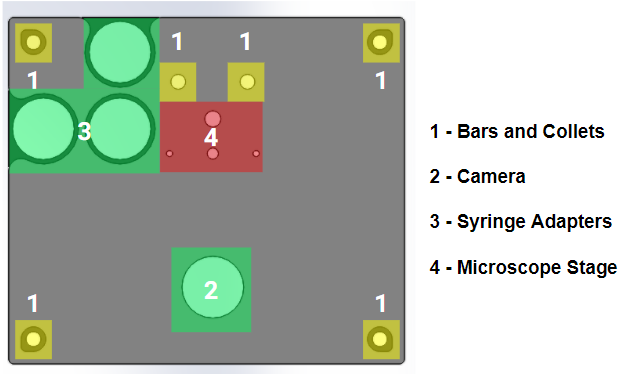 1
1
1
1
3
4
2
1
1
1 - Bars and Collets
2 - Camera
3 - Syringe Adapters
4 - Microscope Stage